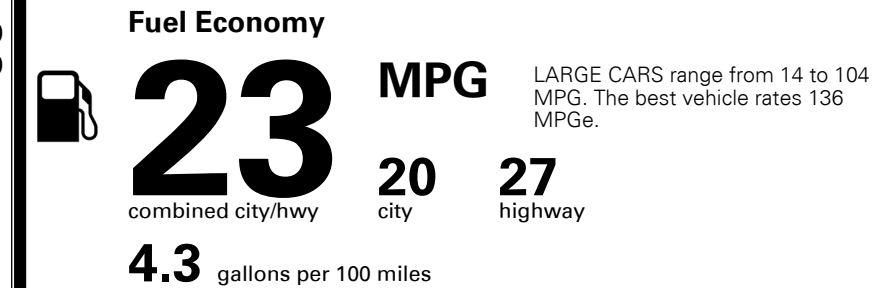 Fuel Economy
23 MPG
LARGE CARS range from 14 to 104
MPG. The best vehicle rates 136
MPGe.
20 27
combined city/hwy city highway
4.3 gallons per 100 miles